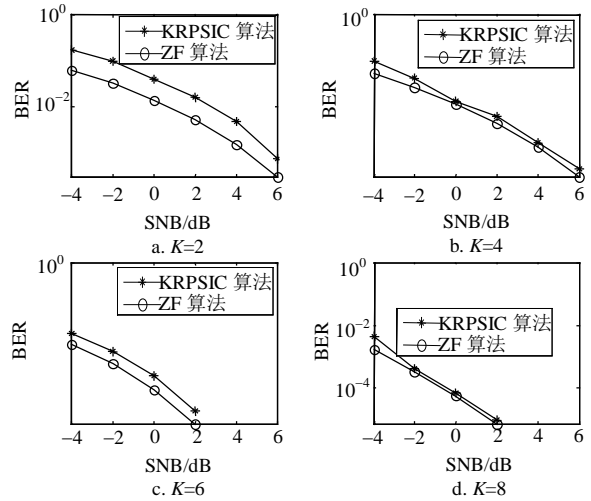 10^0
KRPSIC 算法
ZF 算法
BER
10^-2
−4 −2 0 2 4 6
SNB/dB
a. K=2
10^0
KRPSIC 算法
ZF 算法
BER
10^-2
−4 −2 0 2 4 6
SNB/dB
b. K=4
10^0
KRPSIC 算法
ZF 算法
BER
−4 −2 0 2 4 6
SNB/dB
c. K=6
10^0
10^-2
KRPSIC 算法
ZF 算法
BER
10^-4
−4 −2 0 2 4 6
SNB/dB
d. K=8